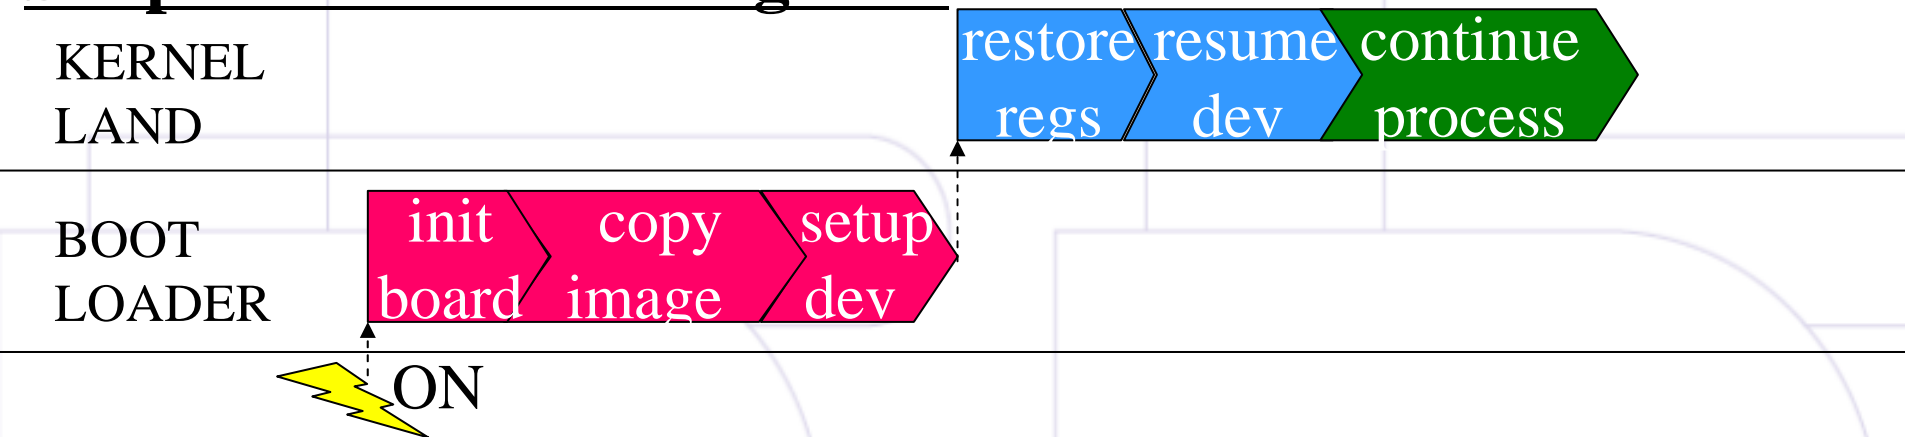 KERNEL
LAND
restore
regs
resume
dev
continue
process
BOOT
LOADER
init
board
copy
image
setup
dev
ON